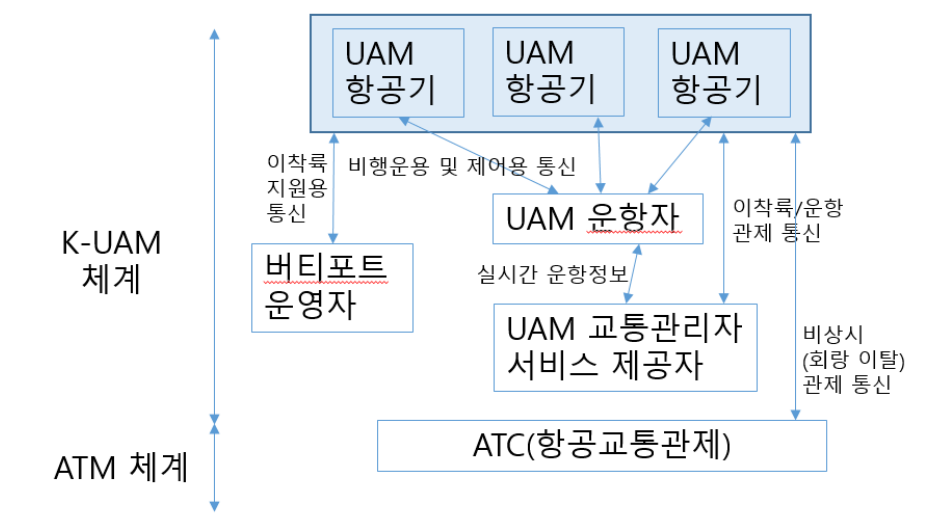 UAM
항공기
UAM
항공기
UAM
항공기
이착륙
지원용
통신
비행운용 및 제어용 통신
UAM 운항자
이착륙/운항
관제 통신
K-UAM
체계
버티포트
운영자
실시간 운항정보
UAM 교통관리자
서비스 제공자
비상시
(회랑 이탈)
관제 통신
ATC(항공교통관제)
ATM 체계